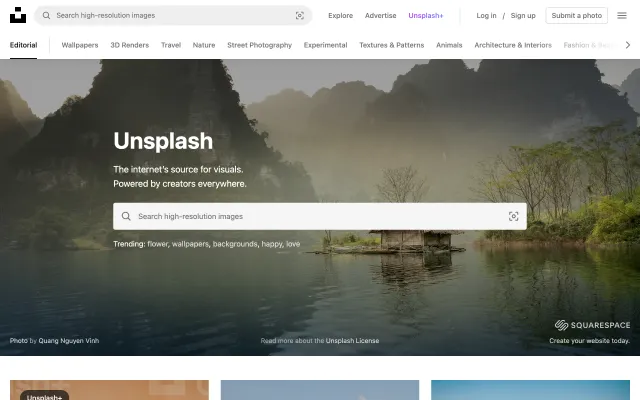 Search high-resolution images
Explore
Advertise
Unsplash+
Log in / Sign up
Submit a photo
Editorial
Wallpapers
3D Renders
Travel
Nature
Street Photography
Experimental
Textures & Patterns
Animals
Architecture & Interiors
Fashion &
Unsplash
The internet's source for visuals.
Powered by creators everywhere.
Search high-resolution images
Trending: flower, wallpapers, backgrounds, happy, love
SQUARESPACE
Photo by Quang Nguyen Vinh
Read more about the Unsplash License
Create your website today.
Unsplash+